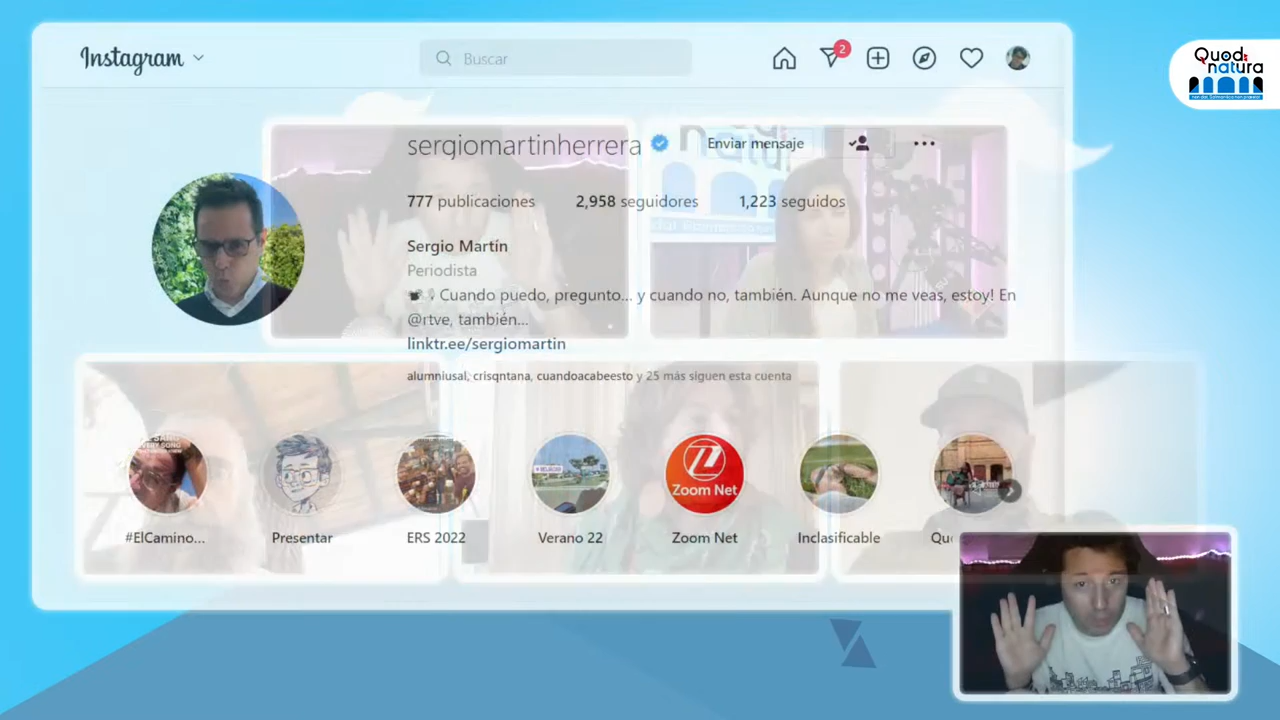 Instagram
Buscar
2
Quod
natura
sergiomartinherrera
Enviar mensaje
777 publicaciones
2,958 seguidores
1,223 seguidos
Sergio Martín
Periodista
Cuando puedo, pregunto... y cuando no, también. Aunque no me veas, estoy! En
@rtve, también...
linktr.ee/sergiomartin
alumniusal, crisqntana, cuandoacabeesto y 25 más siguen esta cuenta
Zoom Net
#ElCamino...
Presentar
ERS 2022
Verano 22
Zoom Net
Inclasificable